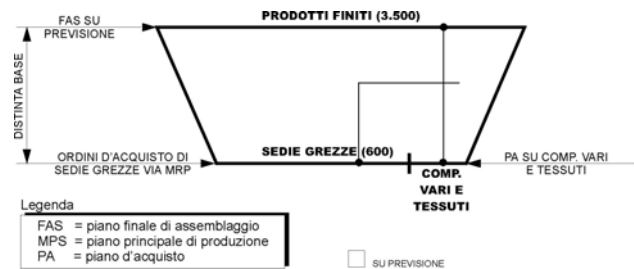 FAS SU
PREVISIONE
PRODOTTI FINITI (3.500)
DISTINTA BASE
ORDINI D'ACQUISTO DI
SEDIE GREZZE VIA MRP
SEDIE GREZZE (600)
COMP.
VARI E
TESSUTI
PA SU COMP. VARI
E TESSUTI
Legenda
FAS = piano finale di assemblaggio
MPS = piano principale di produzione
PA = piano d'acquisto
SU PREVISIONE